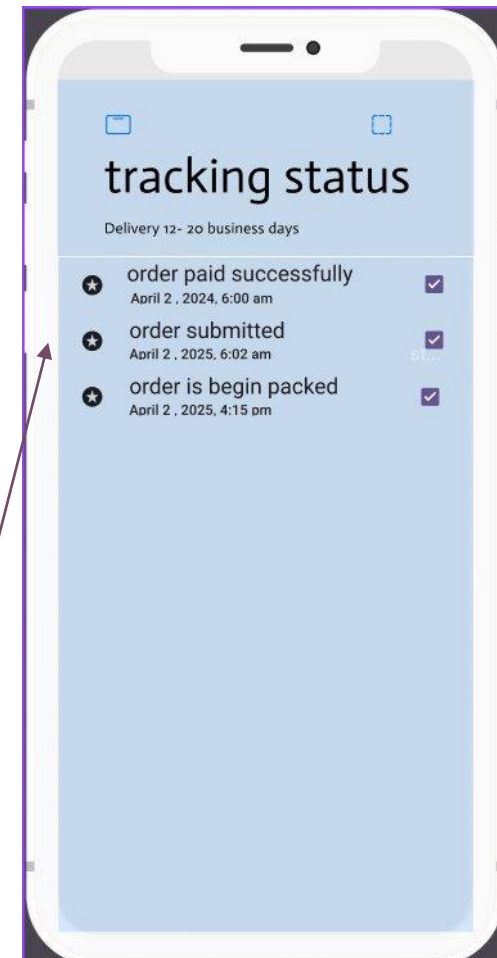 tracking status
Delivery 12- 20 business days
order paid successfully
April 2 , 2024, 6:00 am
order submitted
April 2 , 2025, 6:02 am
st...
order is begin packed
April 2 , 2025, 4:15 pm